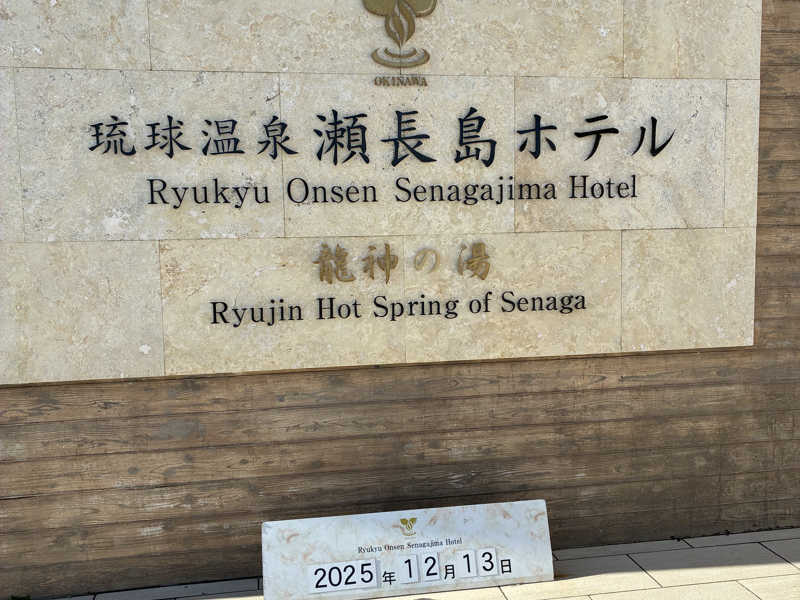 OKINAWA
琉球温泉瀬長島ホテル
Ryukyu Onsen Senagajima Hotel
龍神の湯
Ryujin Hot Spring of Senaga
Ryukyu Onsen Senagajima Hotel
2025年12月13日